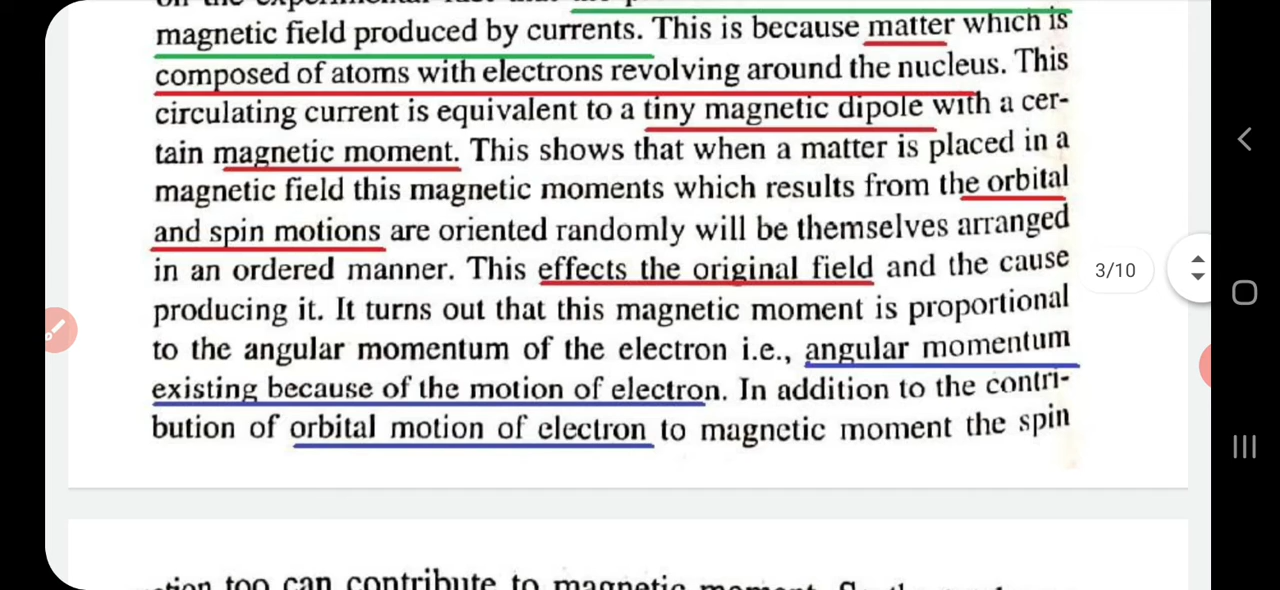 magnetic field produced by currents. This is because matter which is
composed of atoms with electrons revolving around the nucleus. This
circulating current is equivalent to a tiny magnetic dipole with a cer-
tain magnetic moment. This shows that when a matter is placed in a
magnetic field this magnetic moments which results from the orbital
and spin motions are oriented randomly will be themselves arranged
in an ordered manner. This effects the original field and the cause
3/10
producing it. It turns out that this magnetic moment is proportional
to the angular momentum of the electron i.e., angular momentum
existing because of the motion of electron. In addition to the contri-
bution of orbital motion of electron to magnetic moment the spin
too can contribute to magnetic moment.